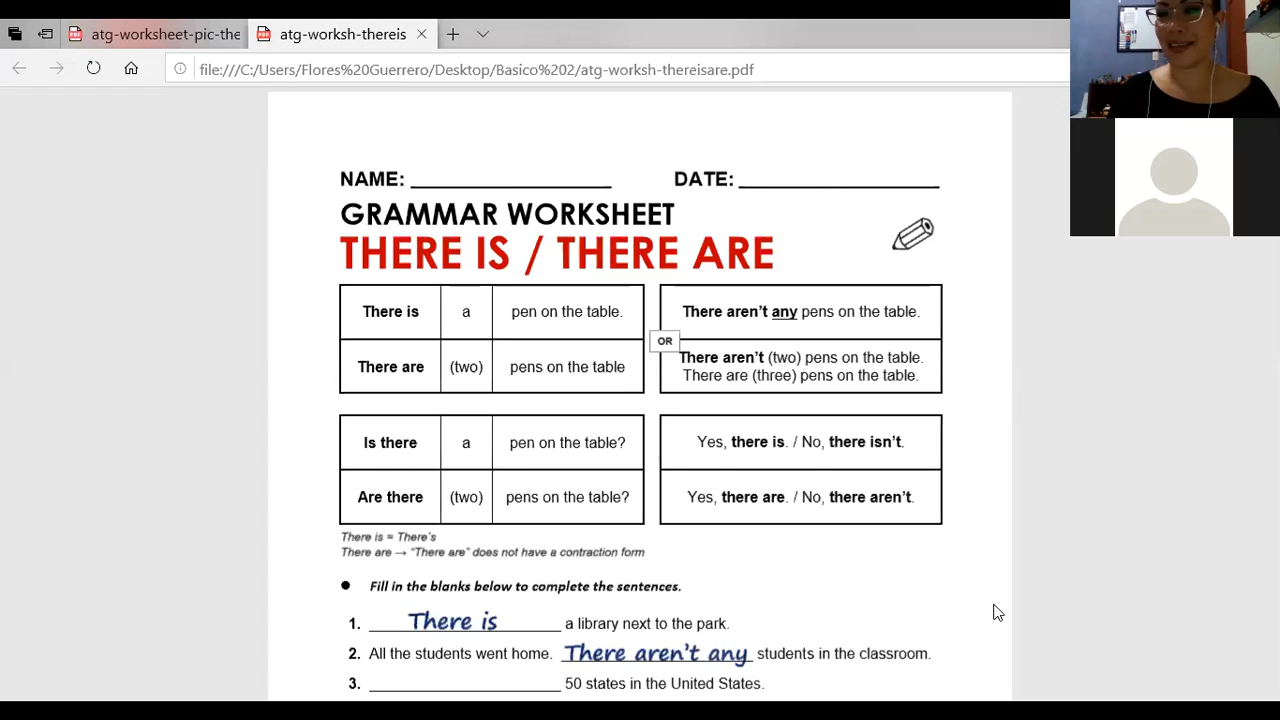 atg-worksheet-pic-the
atg-worksh-thereis
file:///C:/Users/Flores%20Guerrero/Desktop/Basico%202/atg-worksh-thereisare.pdf
NAME: DATE:
GRAMMAR WORKSHEET
THERE IS / THERE ARE
There is a pen on the table.
There are (two) pens on the table
OR
There aren't any pens on the table.
There aren't (two) pens on the table.
There are (three) pens on the table.
Is there a pen on the table?
Are there (two) pens on the table?
Yes, there is. / No, there isn't.
Yes, there are. / No, there aren't.
There is = There's
There are → “There are” does not have a contraction form
● Fill in the blanks below to complete the sentences.
1. There is a library next to the park.
2. All the students went home. There aren't any students in the classroom.
3. 50 states in the United States.